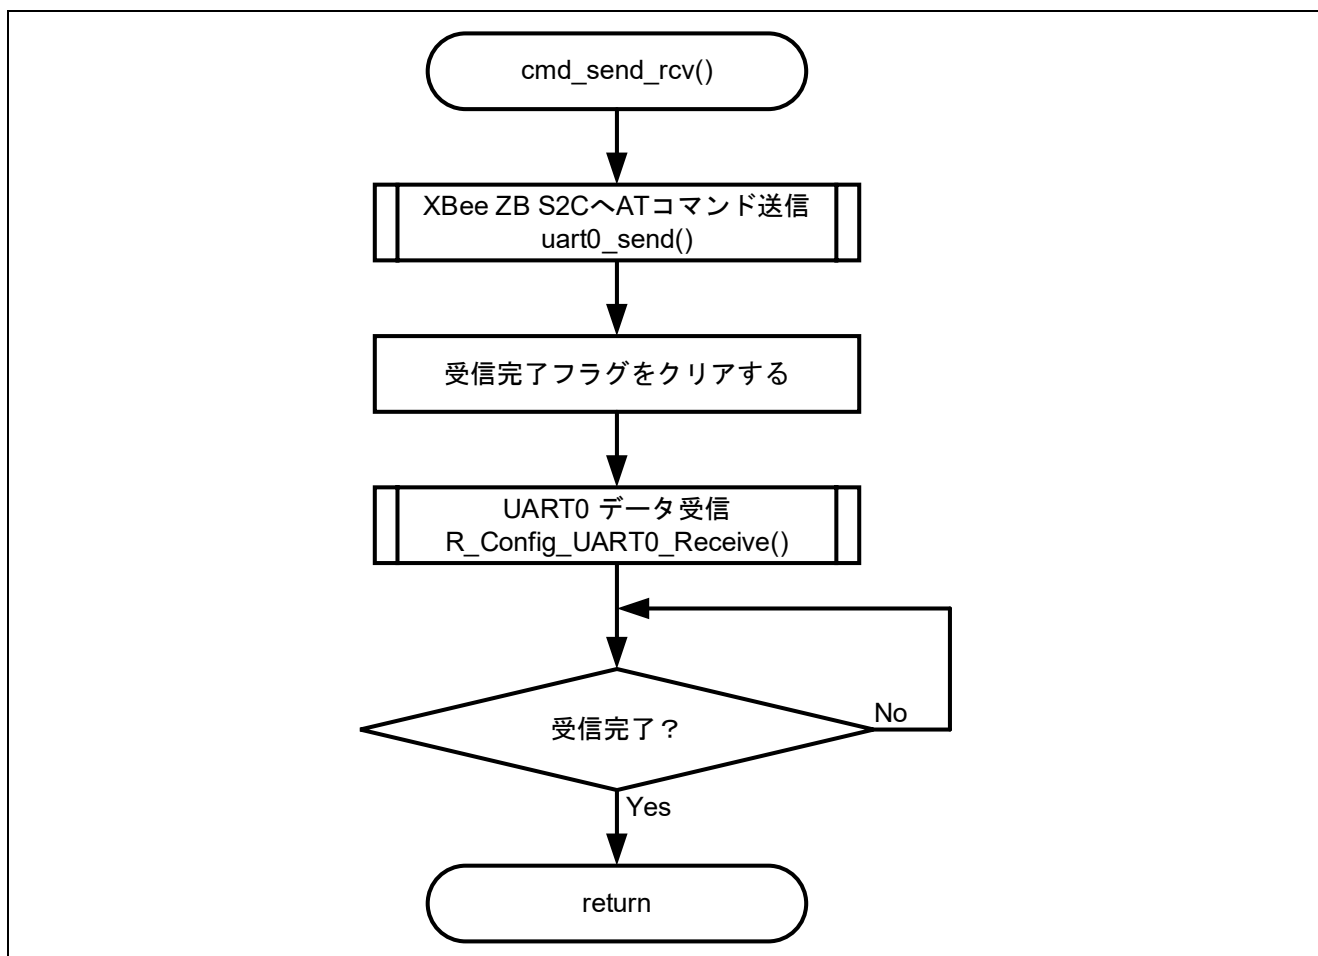 cmd_send_rcv()
XBee ZB S2CへATコマンド送信
uart0_send()
受信完了フラグをクリアする
UART0 データ受信
R_Config_UART0_Receive()
受信完了？
No
Yes
return